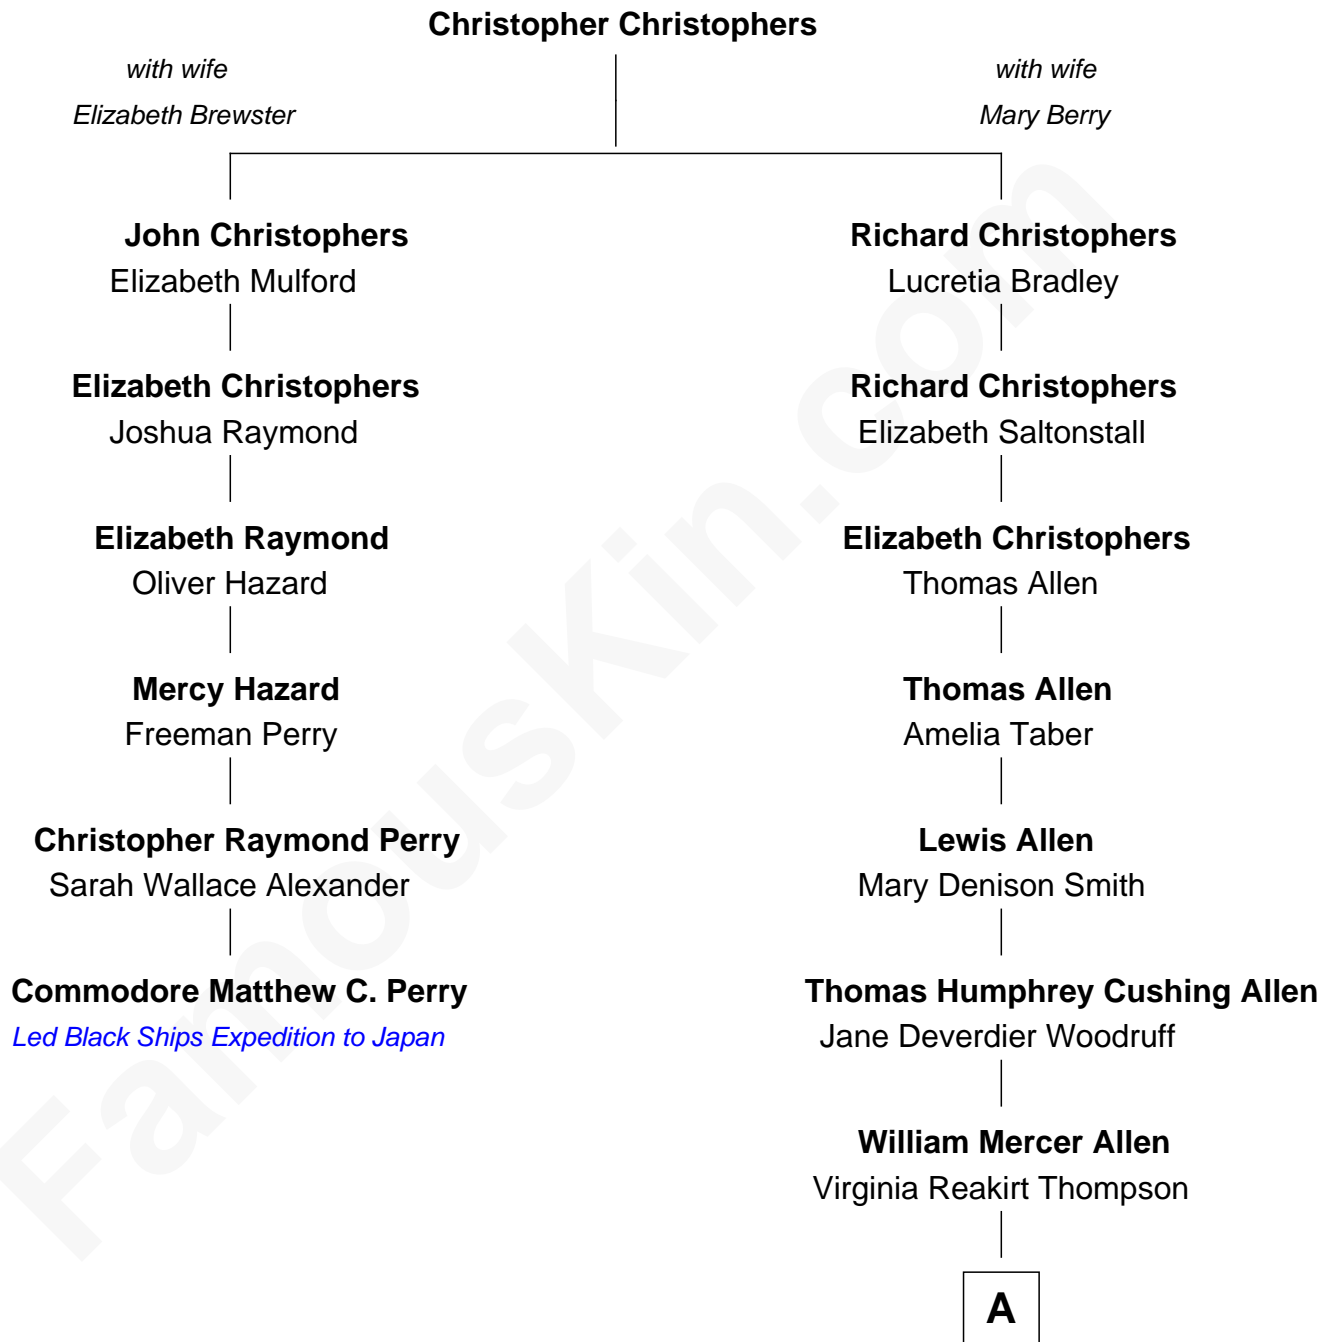 Christopher Christophers
with wife
Elizabeth Brewster
with wife
Mary Berry
John Christophers
Elizabeth Mulford
Richard Christophers
Lucretia Bradley
Elizabeth Christophers
Joshua Raymond
Richard Christophers
Elizabeth Saltonstall
Elizabeth Raymond
Oliver Hazard
Elizabeth Christophers
Thomas Allen
Mercy Hazard
Freeman Perry
Thomas Allen
Amelia Taber
Christopher Raymond Perry
Sarah Wallace Alexander
Lewis Allen
Mary Denison Smith
Commodore Matthew C. Perry
Led Black Ships Expedition to Japan
Thomas Humphrey Cushing Allen
Jane Deverdier Woodruff
William Mercer Allen
Virginia Reakirt Thompson
A
FamousKin.com